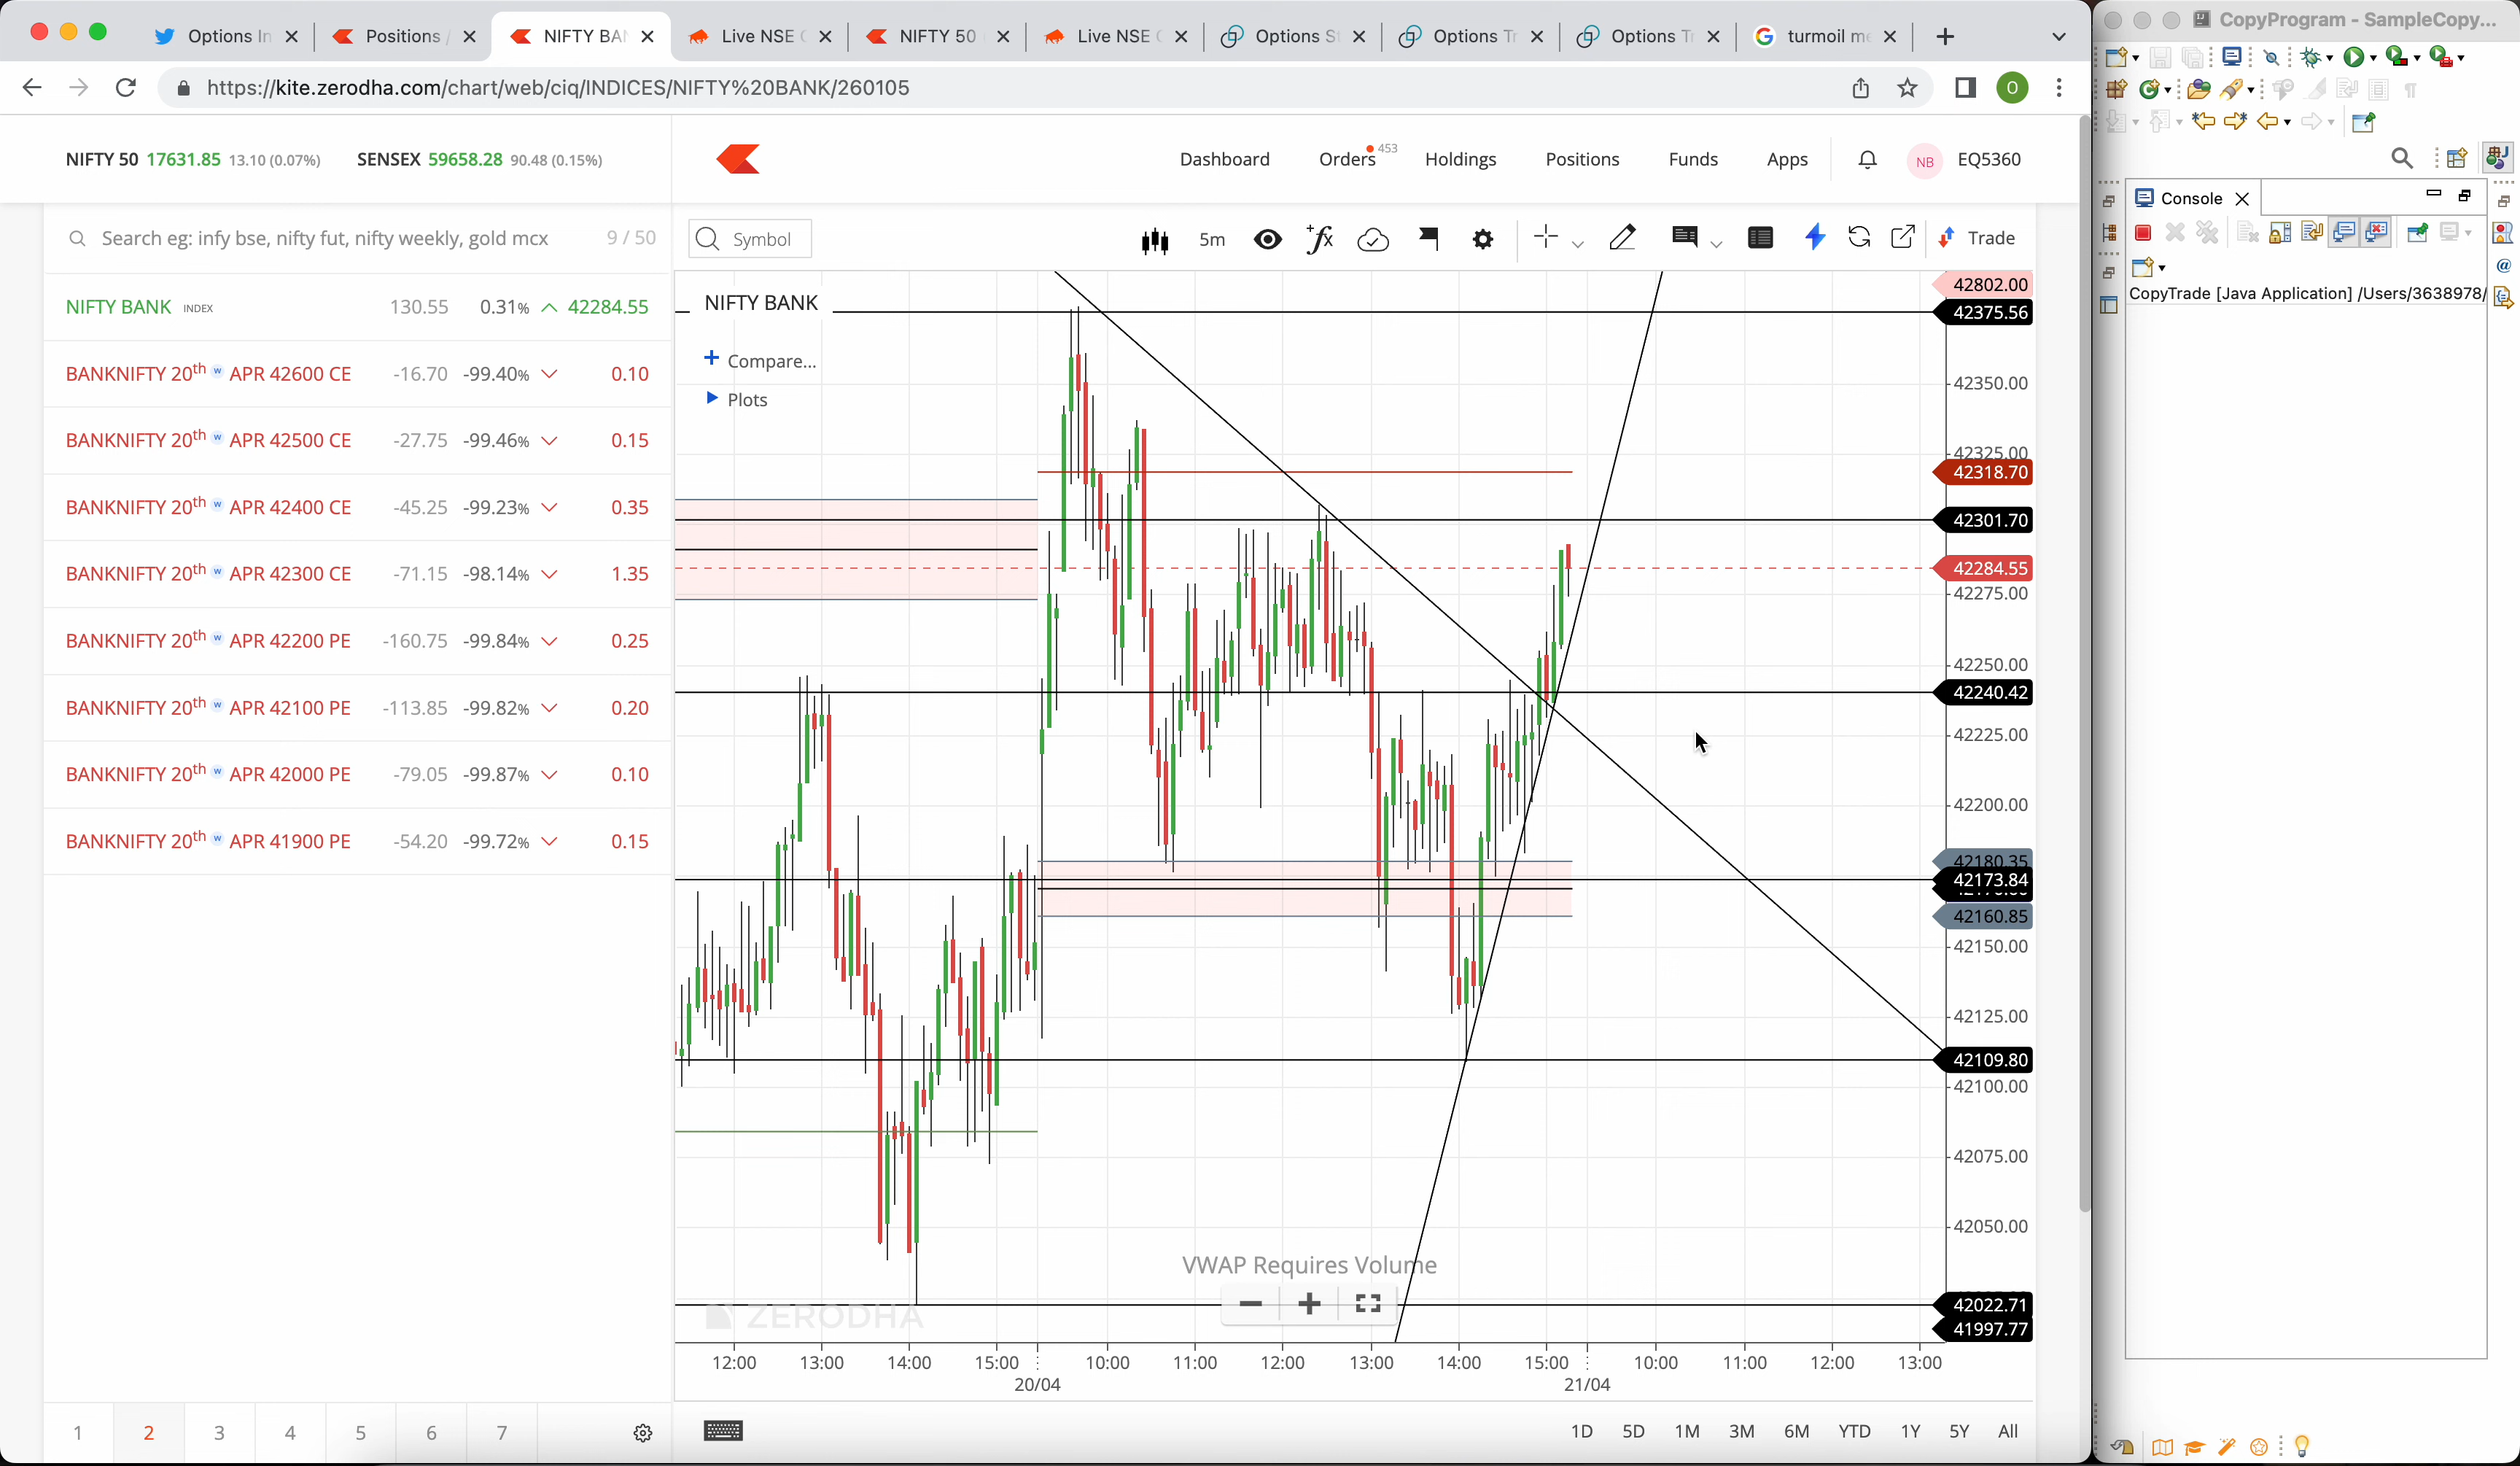 Options In
Positions /
NIFTY BA
Live NSE
NIFTY 50
Live NSE
Options S
Options T
Options T
turmoil m
CopyProgram - SampleCopy...
https://kite.zerodha.com/chart/web/ciq/INDICES/NIFTY%20BANK/260105
O
NIFTY 50 17631.85 13.10 (0.07%) SENSEX 59658.28 90.48 (0.15%)
Dashboard Orders 453 Holdings Positions Funds Apps NB EQ5360
Search eg: infy bse, nifty fut, nifty weekly, gold mcx 9 / 50
NIFTY BANK INDEX 130.55 0.31% 42284.55
BANKNIFTY 20th w APR 42600 CE -16.70 -99.40% 0.10
BANKNIFTY 20th w APR 42500 CE -27.75 -99.46% 0.15
BANKNIFTY 20th w APR 42400 CE -45.25 -99.23% 0.35
BANKNIFTY 20th w APR 42300 CE -71.15 -98.14% 1.35
BANKNIFTY 20th w APR 42200 PE -160.75 -99.84% 0.25
BANKNIFTY 20th w APR 42100 PE -113.85 -99.82% 0.20
BANKNIFTY 20th w APR 42000 PE -79.05 -99.87% 0.10
BANKNIFTY 20th w APR 41900 PE -54.20 -99.72% 0.15
1 2 3 4 5 6 7
Symbol 5m Trade
NIFTY BANK
Compare...
Plots
42802.00
42375.56
42350.00
42325.00
42318.70
42301.70
42284.55
42275.00
42250.00
42240.42
42225.00
42200.00
42180.35
42173.84
42160.85
42150.00
42125.00
42109.80
42100.00
42075.00
42050.00
42022.71
41997.77
VWAP Requires Volume
ZERODHA
12:00 13:00 14:00 15:00 10:00 11:00 12:00 13:00 14:00 15:00 10:00 11:00 12:00 13:00
20/04 21/04
1D 5D 1M 3M 6M YTD 1Y 5Y All
Console
CopyTrade [Java Application] /Users/3638978/